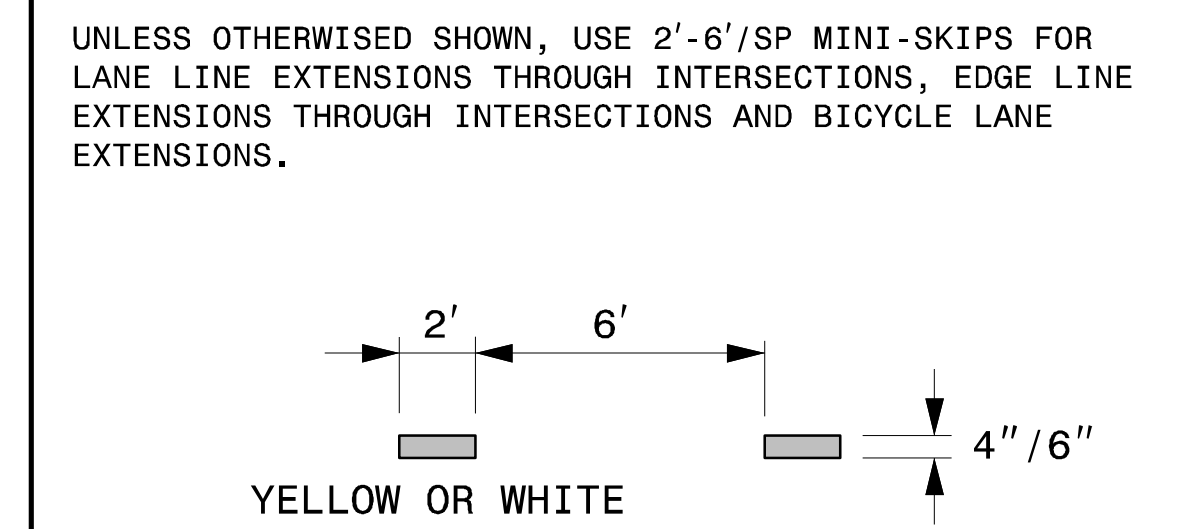 UNLESS OTHERWISED SHOWN, USE 2'-6'/SP MINI-SKIPS FOR
LANE LINE EXTENSIONS THROUGH INTERSECTIONS, EDGE LINE
EXTENSIONS THROUGH INTERSECTIONS AND BICYCLE LANE
EXTENSIONS.
2' 6'
4"/6"
YELLOW OR WHITE